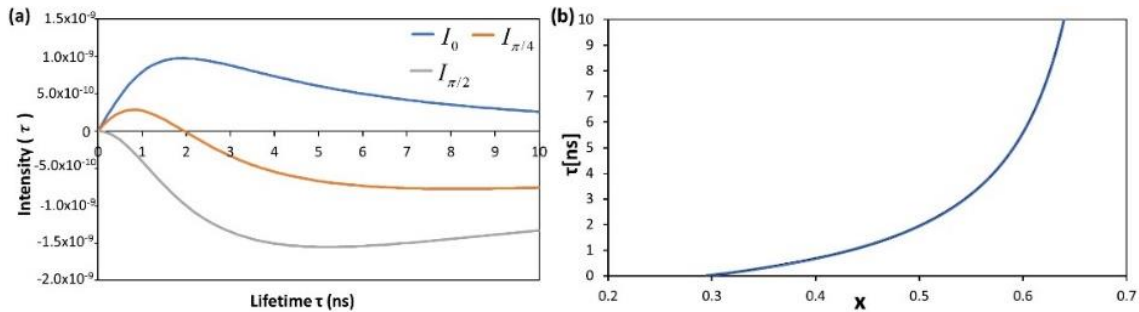 (a)
1.5x10⁻⁹
1.0x10⁻⁹
5.0x10⁻¹⁰
0
-5.0x10⁻¹⁰
-1.0x10⁻⁹
-1.5x10⁻⁹
-2.0x10⁻⁹
Intensity ( τ )
I₀ I_π/4
I_π/2
0 1 2 3 4 5 6 7 8 9 10
Lifetime τ (ns)
(b)
10
9
8
7
6
5
4
3
2
1
0
τ[ns]
0.2 0.3 0.4 0.5 0.6 0.7
x